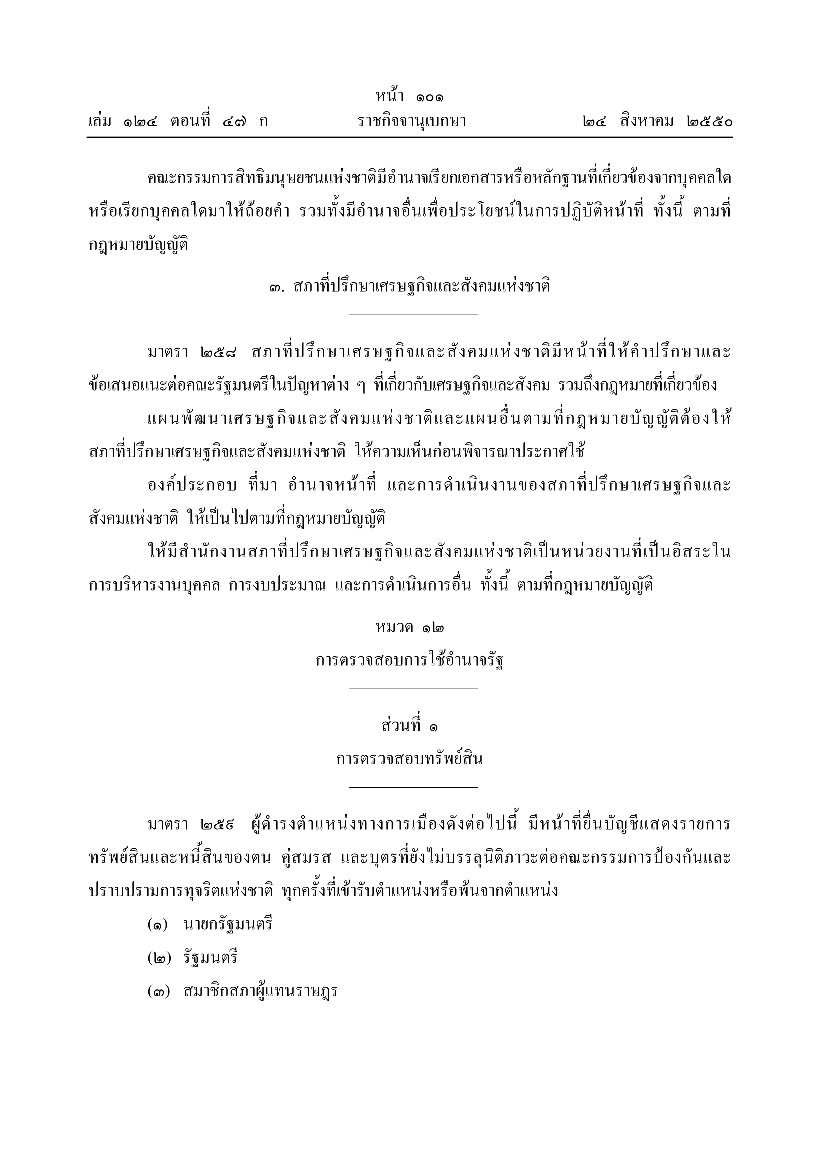 หน้า ๑๐๑
เล่ม ๑๒๔ ตอนที่ ๔๗ ก ราชกิจจานุเบกษา ๒๔ สิงหาคม ๒๕๕๐
คณะกรรมการสิทธิมนุษยชนแห่งชาติมีอำนาจเรียกเอกสารหรือหลักฐานที่เกี่ยวข้องจากบุคคลใด
หรือเรียกบุคคลใดมาให้ถ้อยคำ รวมทั้งมีอำนาจอื่นเพื่อประโยชน์ในการปฏิบัติหน้าที่ ทั้งนี้ ตามที่
กฎหมายบัญญัติ
๓. สภาที่ปรึกษาเศรษฐกิจและสังคมแห่งชาติ
มาตรา ๒๕๘ สภาที่ปรึกษาเศรษฐกิจและสังคมแห่งชาติมีหน้าที่ให้คำปรึกษาและ
ข้อเสนอแนะต่อคณะรัฐมนตรีในปัญหาต่าง ๆ ที่เกี่ยวกับเศรษฐกิจและสังคม รวมถึงกฎหมายที่เกี่ยวข้อง
แผนพัฒนาเศรษฐกิจและสังคมแห่งชาติและแผนอื่นตามที่กฎหมายบัญญัติต้องให้
สภาที่ปรึกษาเศรษฐกิจและสังคมแห่งชาติ ให้ความเห็นก่อนพิจารณาประกาศใช้
องค์ประกอบ ที่มา อำนาจหน้าที่ และการดำเนินงานของสภาที่ปรึกษาเศรษฐกิจและ
สังคมแห่งชาติ ให้เป็นไปตามที่กฎหมายบัญญัติ
ให้มีสำนักงานสภาที่ปรึกษาเศรษฐกิจและสังคมแห่งชาติเป็นหน่วยงานที่เป็นอิสระใน
การบริหารงานบุคคล การงบประมาณ และการดำเนินการอื่น ทั้งนี้ ตามที่กฎหมายบัญญัติ
หมวด ๑๒
การตรวจสอบการใช้อำนาจรัฐ
ส่วนที่ ๑
การตรวจสอบทรัพย์สิน
มาตรา ๒๕๙ ผู้ดำรงตำแหน่งทางการเมืองดังต่อไปนี้ มีหน้าที่ยื่นบัญชีแสดงรายการ
ทรัพย์สินและหนี้สินของตน คู่สมรส และบุตรที่ยังไม่บรรลุนิติภาวะต่อคณะกรรมการป้องกันและ
ปราบปรามการทุจริตแห่งชาติ ทุกครั้งที่เข้ารับตำแหน่งหรือพ้นจากตำแหน่ง
(๑) นายกรัฐมนตรี
(๒) รัฐมนตรี
(๓) สมาชิกสภาผู้แทนราษฎร